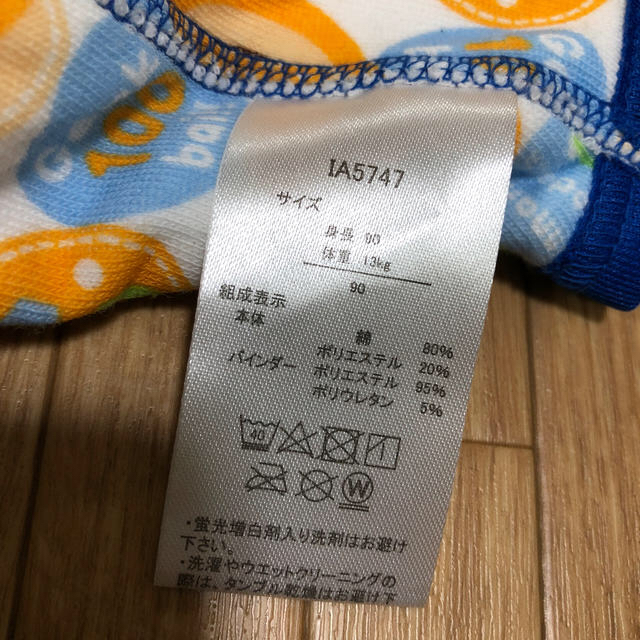 100
ball
IA5747
サイズ
身長 90
体重 13kg
90
組成表示
本体 綿 80%
ポリエステル 20%
バインダー ポリエステル 95%
ポリウレタン 5%
40
W
・蛍光増白剤入り洗剤はお避け
下さい。
・洗濯やウエットクリーニングの
際は、タンブル乾燥はお避け下